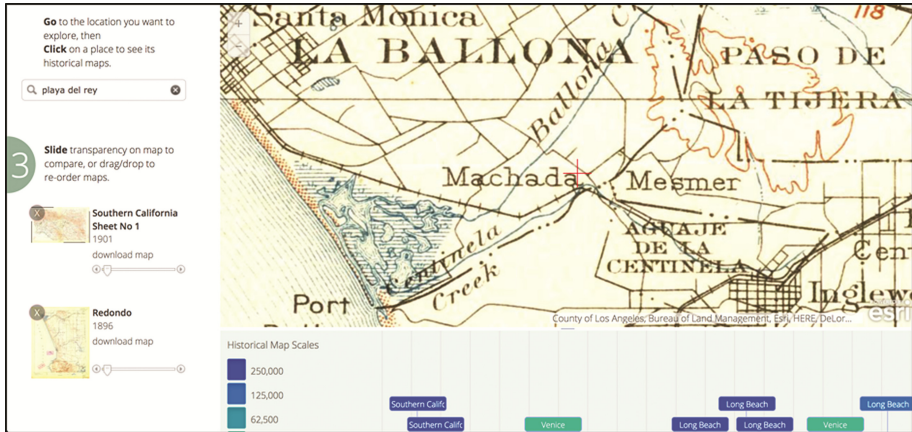 Go to the location you want to
explore, then
Click on a place to see its
historical maps.
playa del rey
3
Slide transparency on map to
compare, or drag/drop to
re-order maps.
X
Southern California
Sheet No 1
1901
download map
X
Redondo
1896
download map
+
Santa Monica
118
LA BALLONA
PASO DE
LA TIJERA
Ballona
Machada
Mesmer
AGUAJE
DE LA
CENTINELA
Centinela
Creek
Port
County of Los Angeles, Bureau of Land Management, Esri, HERE, DeLor...
esri
Historical Map Scales
250,000
125,000
62,500
Southern Calif
Long Beach
Long Beach
Southern Calif
Venice
Long Beach
Long Beach
Venice